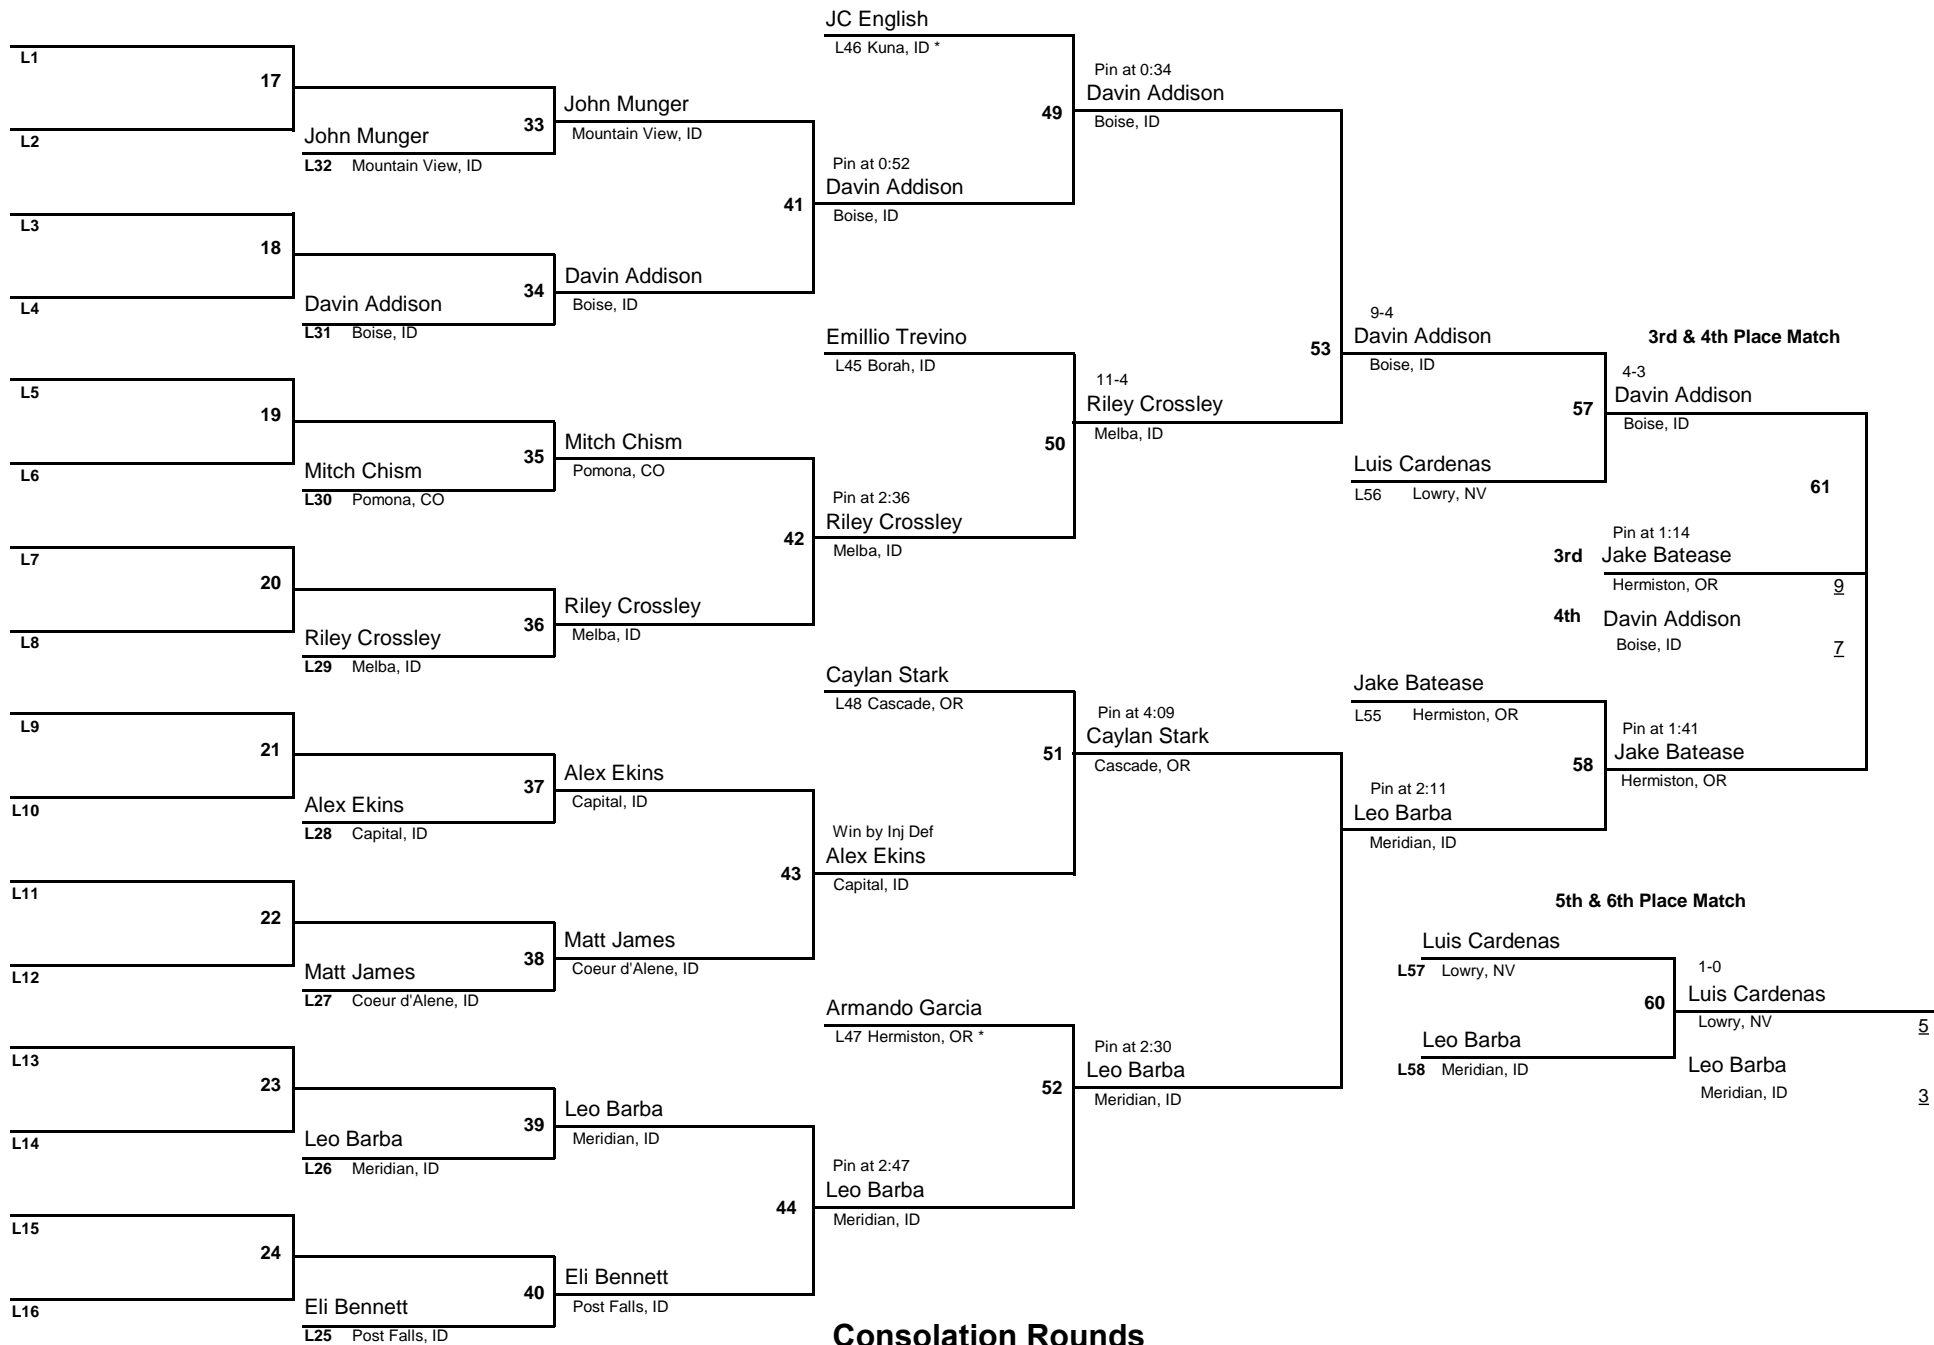 L1
17
L2
John Munger
33
L32 Mountain View, ID
L3
18
L4
Davin Addison
34
L31 Boise, ID
L5
19
L6
Mitch Chism
35
L30 Pomona, CO
L7
20
L8
Riley Crossley
36
L29 Melba, ID
L9
21
L10
Alex Ekins
37
L28 Capital, ID
L11
22
L12
Matt James
38
L27 Coeur d'Alene, ID
L13
23
L14
Leo Barba
39
L26 Meridian, ID
L15
24
L16
Eli Bennett
40
L25 Post Falls, ID
John Munger
Mountain View, ID
41
Davin Addison
Boise, ID
Mitch Chism
Pomona, CO
42
Riley Crossley
Melba, ID
Alex Ekins
Capital, ID
43
Matt James
Coeur d'Alene, ID
Leo Barba
Meridian, ID
44
Eli Bennett
Post Falls, ID
JC English
L46 Kuna, ID *
49
Pin at 0:52
Davin Addison
Boise, ID
Emillio Trevino
L45 Borah, ID
50
Pin at 2:36
Riley Crossley
Melba, ID
Caylan Stark
L48 Cascade, OR
51
Win by Inj Def
Alex Ekins
Capital, ID
Armando Garcia
L47 Hermiston, OR *
52
Pin at 2:47
Leo Barba
Meridian, ID
Pin at 0:34
Davin Addison
Boise, ID
53
11-4
Riley Crossley
Melba, ID
Pin at 4:09
Caylan Stark
Cascade, OR
Pin at 2:30
Leo Barba
Meridian, ID
9-4
Davin Addison
Boise, ID
57
Luis Cardenas
L56 Lowry, NV
Jake Batease
L55 Hermiston, OR
58
Pin at 2:11
Leo Barba
Meridian, ID
3rd & 4th Place Match
4-3
Davin Addison
Boise, ID
61
Pin at 1:14
3rd Jake Batease
Hermiston, OR 9
4th Davin Addison
Boise, ID 7
Pin at 1:41
Jake Batease
Hermiston, OR
5th & 6th Place Match
Luis Cardenas
L57 Lowry, NV
60
Leo Barba
L58 Meridian, ID
1-0
Luis Cardenas
Lowry, NV 5
Leo Barba
Meridian, ID 3
Consolation Rounds